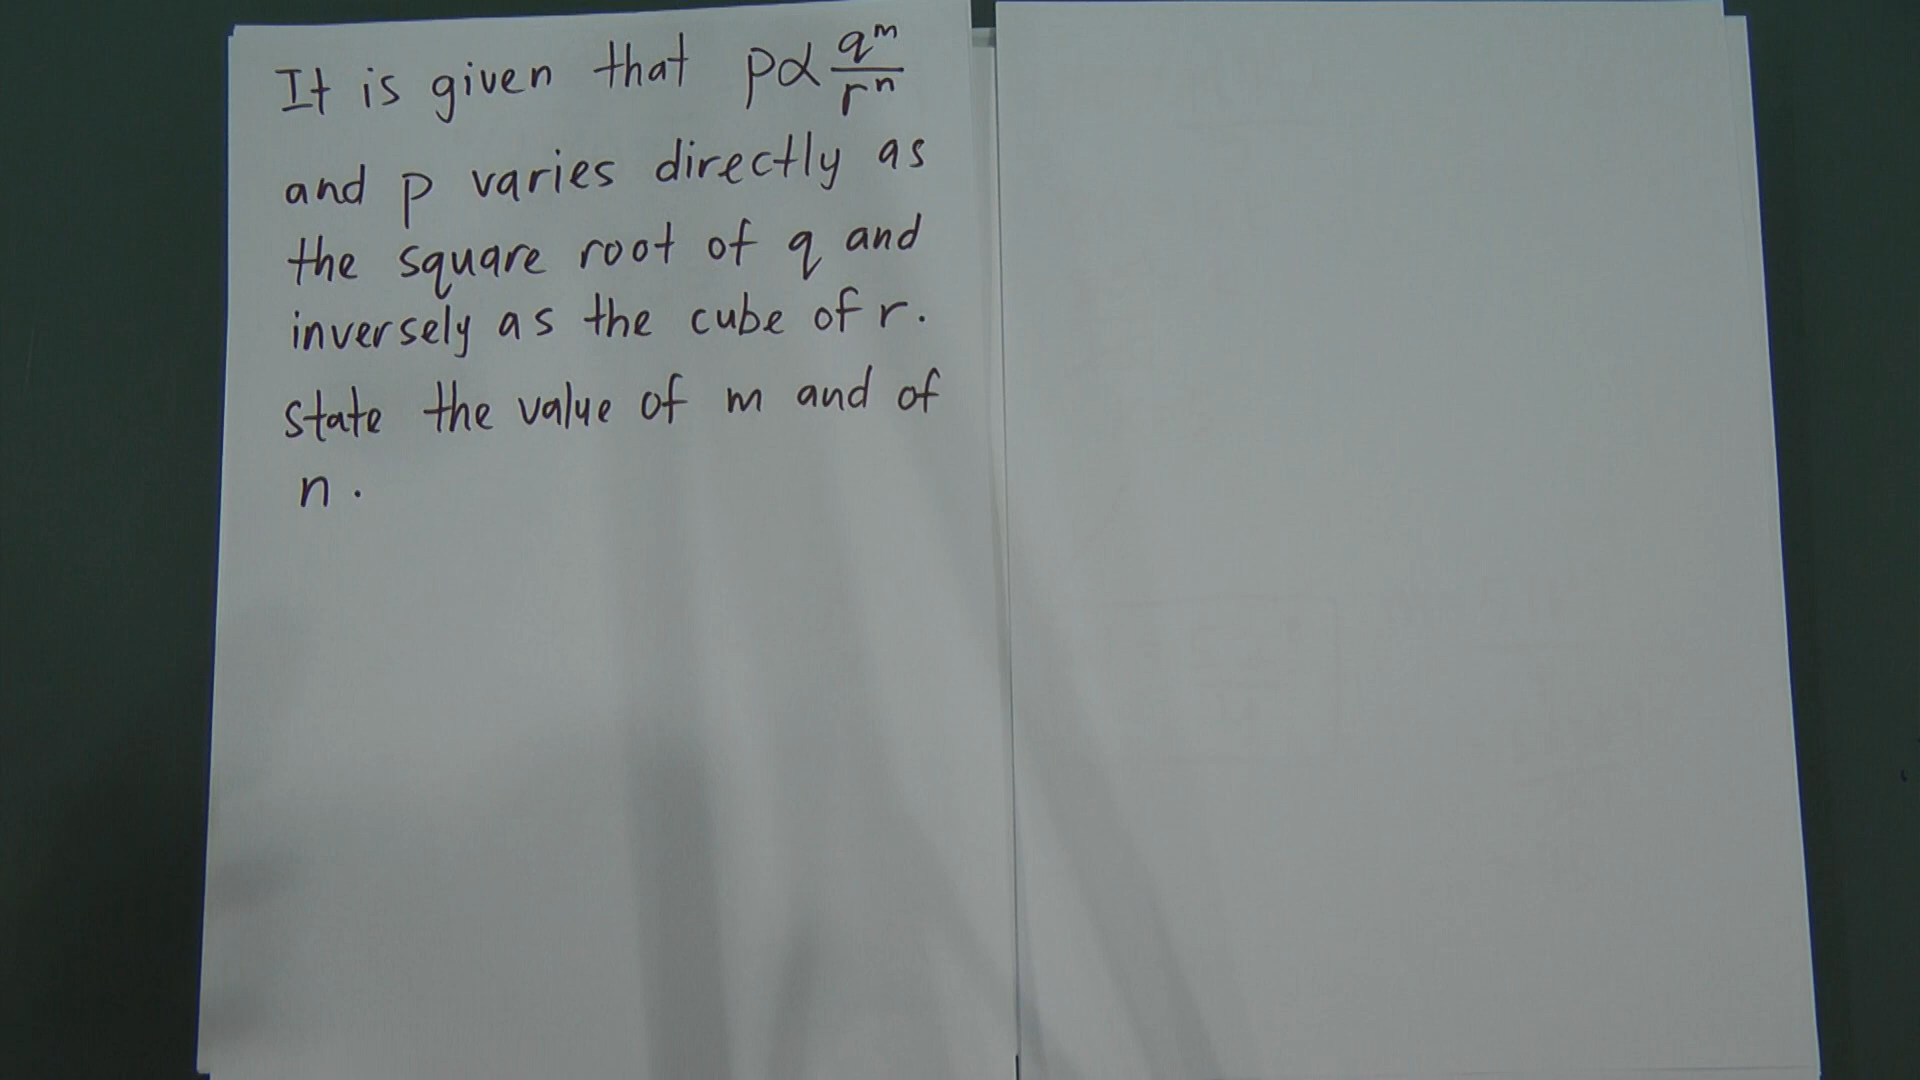 It is given that p∝ q^m/r^n
and p varies directly as
the square root of q and
inversely as the cube of r.
state the value of m and of
n.